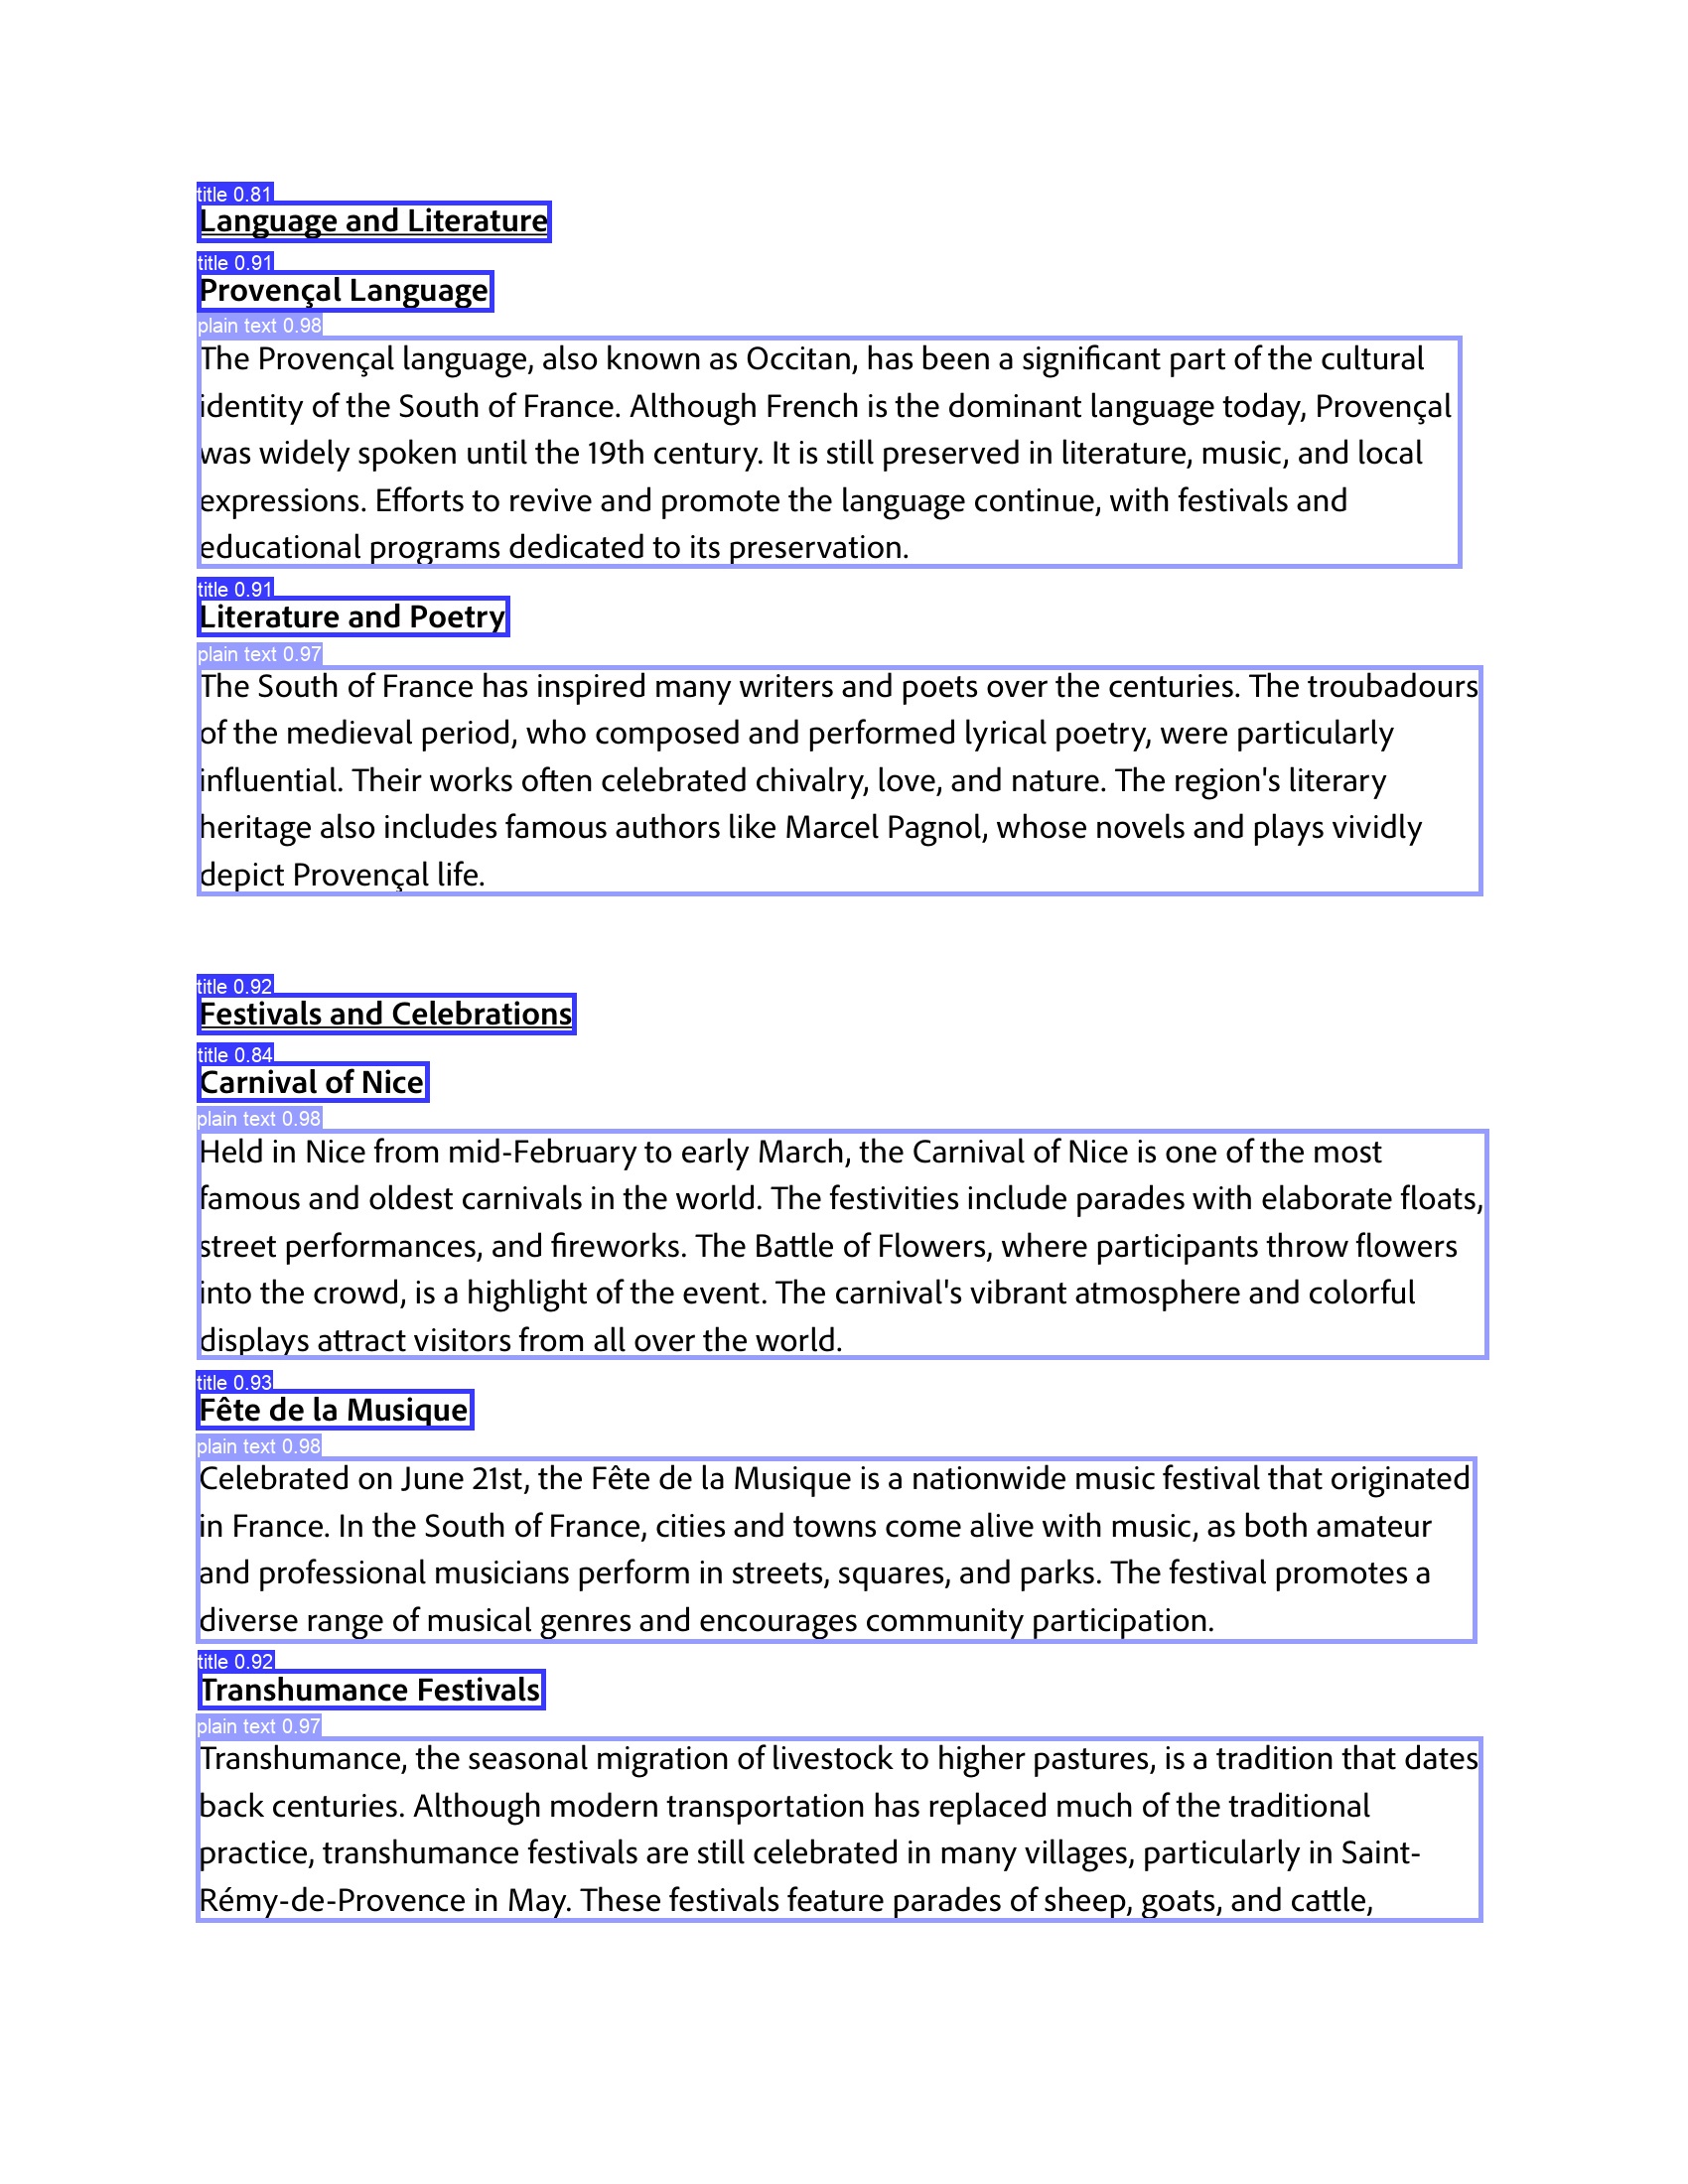 title 0.81
Language and Literature
title 0.91
Provençal Language
plain text 0.98
The Provençal language, also known as Occitan, has been a significant part of the cultural
identity of the South of France. Although French is the dominant language today, Provençal
was widely spoken until the 19th century. It is still preserved in literature, music, and local
expressions. Efforts to revive and promote the language continue, with festivals and
educational programs dedicated to its preservation.
title 0.91
Literature and Poetry
plain text 0.97
The South of France has inspired many writers and poets over the centuries. The troubadours
of the medieval period, who composed and performed lyrical poetry, were particularly
influential. Their works often celebrated chivalry, love, and nature. The region's literary
heritage also includes famous authors like Marcel Pagnol, whose novels and plays vividly
depict Provençal life.
title 0.92
Festivals and Celebrations
title 0.84
Carnival of Nice
plain text 0.98
Held in Nice from mid-February to early March, the Carnival of Nice is one of the most
famous and oldest carnivals in the world. The festivities include parades with elaborate floats,
street performances, and fireworks. The Battle of Flowers, where participants throw flowers
into the crowd, is a highlight of the event. The carnival's vibrant atmosphere and colorful
displays attract visitors from all over the world.
title 0.93
Fête de la Musique
plain text 0.98
Celebrated on June 21st, the Fête de la Musique is a nationwide music festival that originated
in France. In the South of France, cities and towns come alive with music, as both amateur
and professional musicians perform in streets, squares, and parks. The festival promotes a
diverse range of musical genres and encourages community participation.
title 0.92
Transhumance Festivals
plain text 0.97
Transhumance, the seasonal migration of livestock to higher pastures, is a tradition that dates
back centuries. Although modern transportation has replaced much of the traditional
practice, transhumance festivals are still celebrated in many villages, particularly in Saint-
Rémy-de-Provence in May. These festivals feature parades of sheep, goats, and cattle,